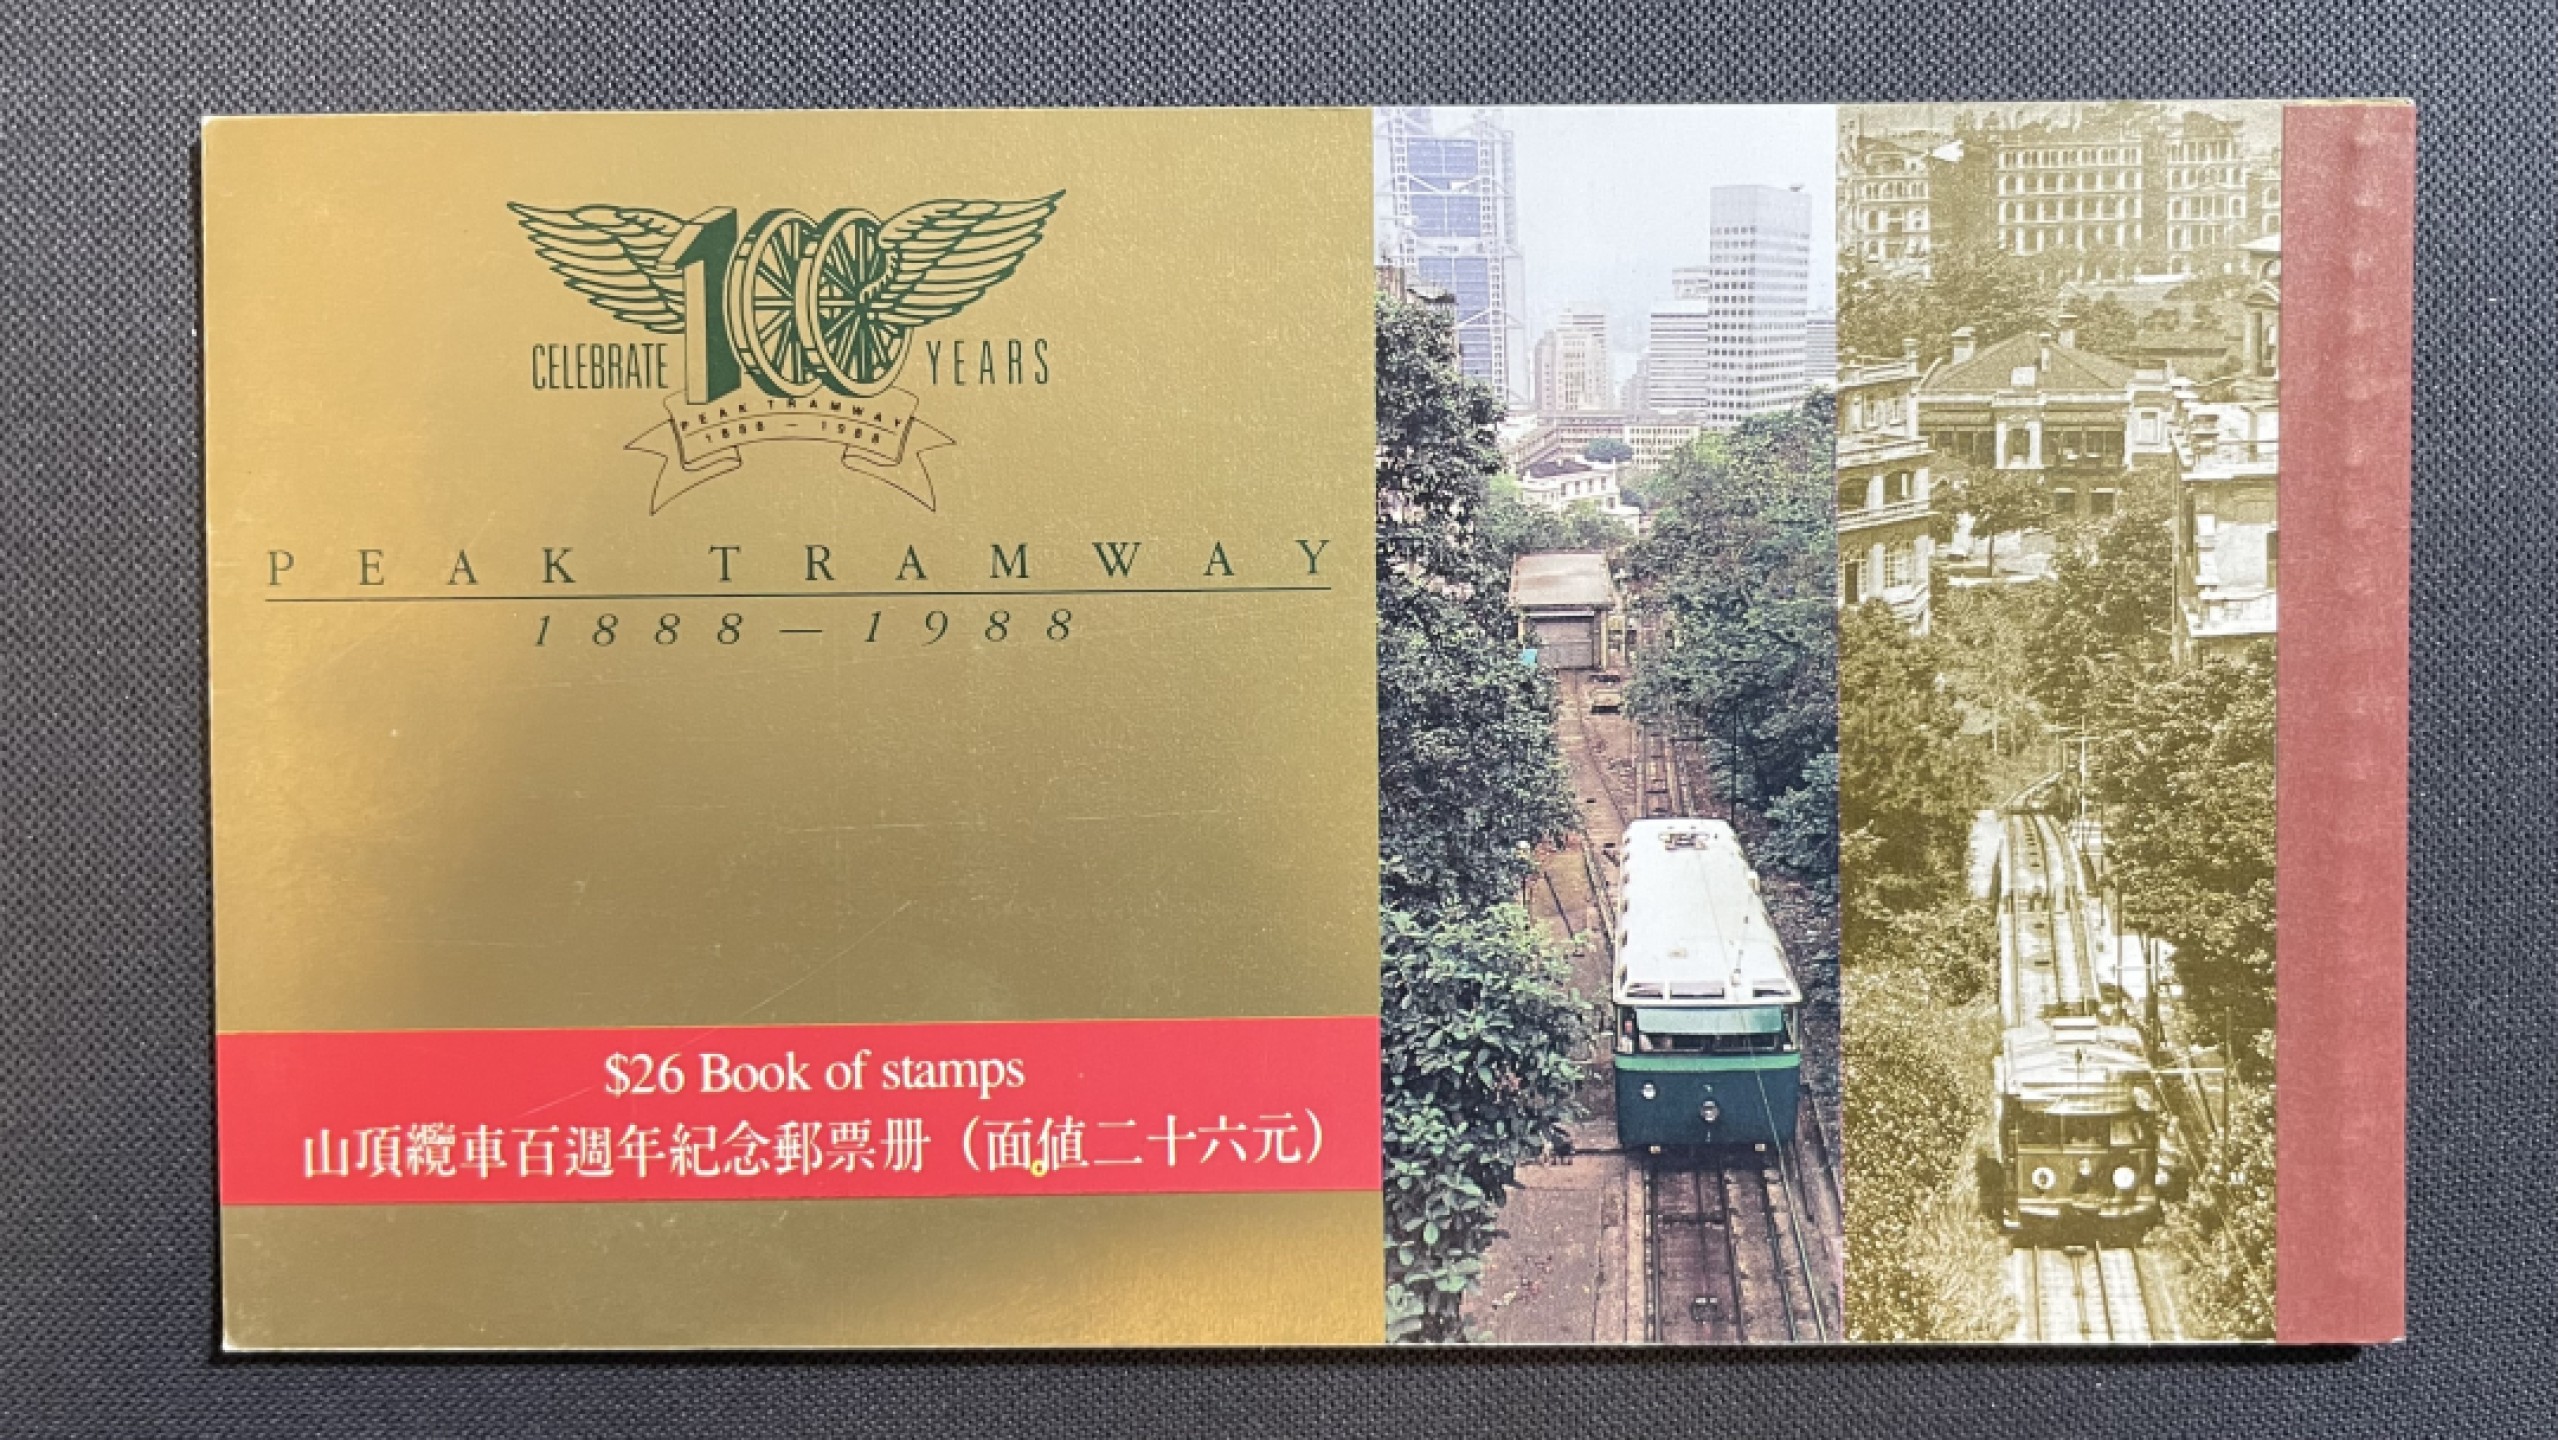 CELEBRATE 100 YEARS
PEAK TRAMWAY
1888 — 1988
PEAK TRAMWAY
1888 — 1988
$26 Book of stamps
山頂纜車百週年紀念郵票册（面值二十六元）